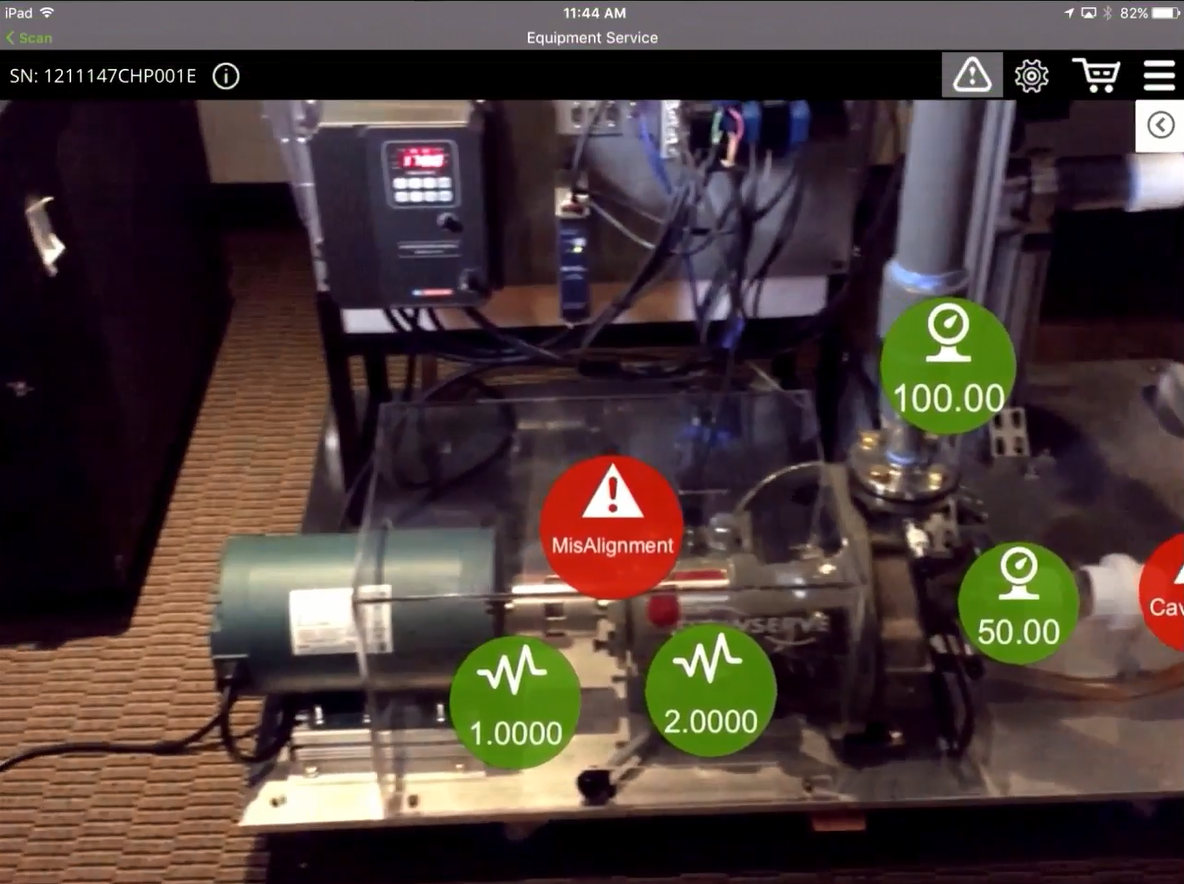 iPad
11:44 AM
82%
Scan
Equipment Service
SN: 1211147CHP001E
100.00
MisAlignment
50.00
Cav
1.0000
2.0000